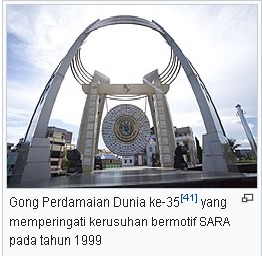 Gong Perdamaian Dunia ke-35[41] yang
memperingati kerusuhan bermotif SARA
pada tahun 1999